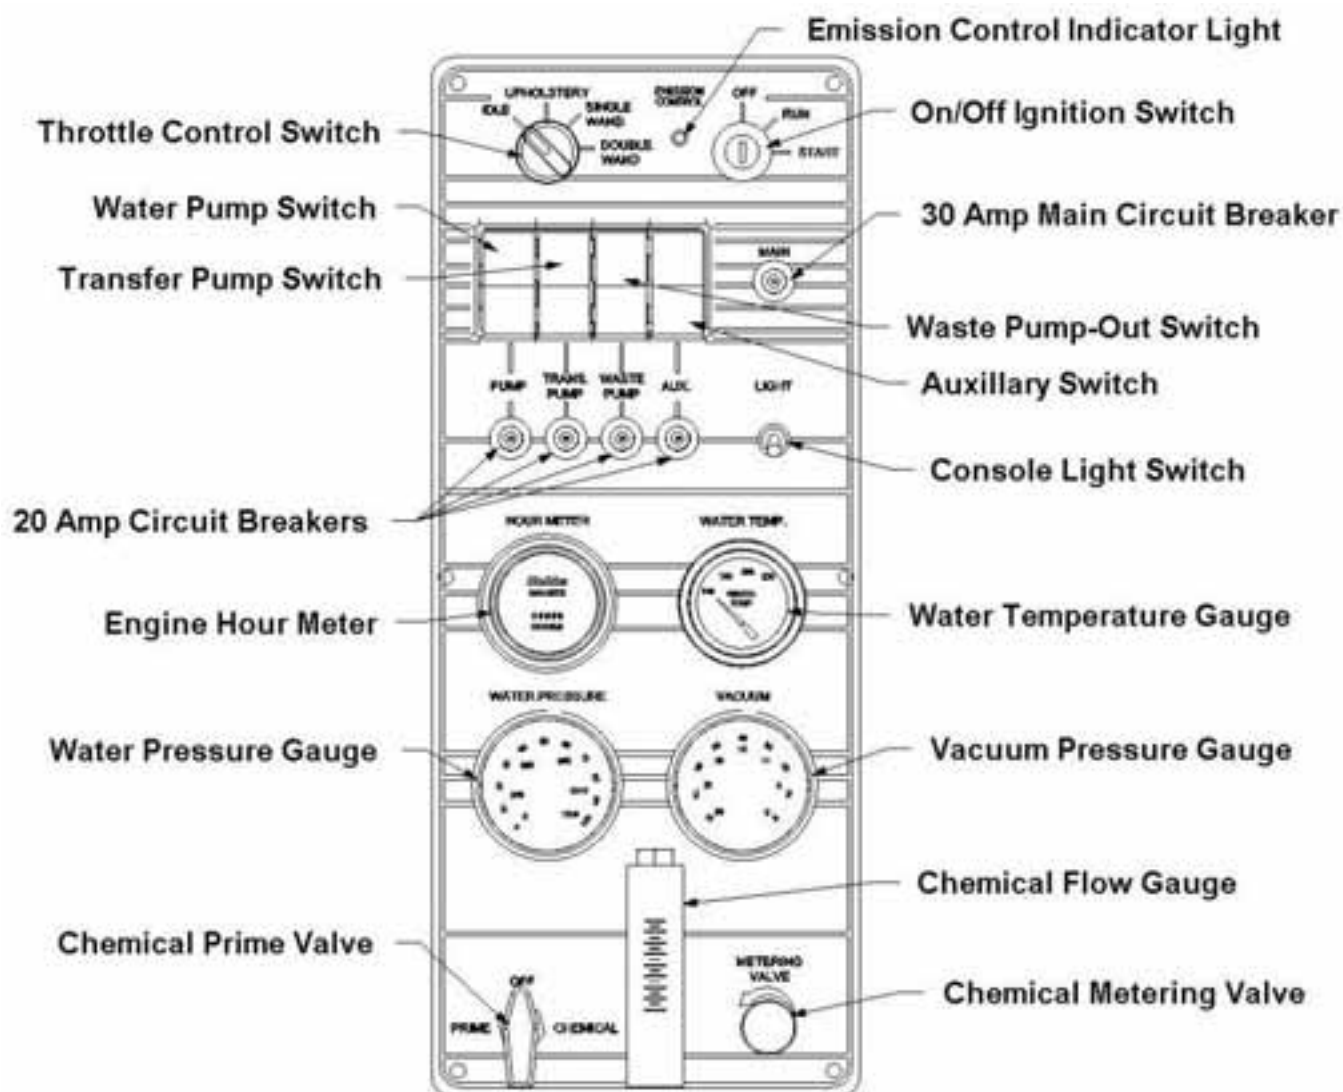 Emission Control Indicator Light
UPHOLSTERY
IDLE
SINGLE
WAND
DOUBLE
WAND
EMISSION
CONTROL
OFF
RUN
START
On/Off Ignition Switch
Throttle Control Switch
Water Pump Switch
30 Amp Main Circuit Breaker
MAIN
Transfer Pump Switch
Waste Pump-Out Switch
Auxillary Switch
PUMP
TRANS.
PUMP
WASTE
PUMP
AUX.
LIGHT
Console Light Switch
20 Amp Circuit Breakers
HOUR METER
WATER TEMP.
Engine Hour Meter
Water Temperature Gauge
WATER PRESSURE
VACUUM
Water Pressure Gauge
Vacuum Pressure Gauge
Chemical Flow Gauge
Chemical Prime Valve
OFF
PRIME
CHEMICAL
METERING
VALVE
Chemical Metering Valve